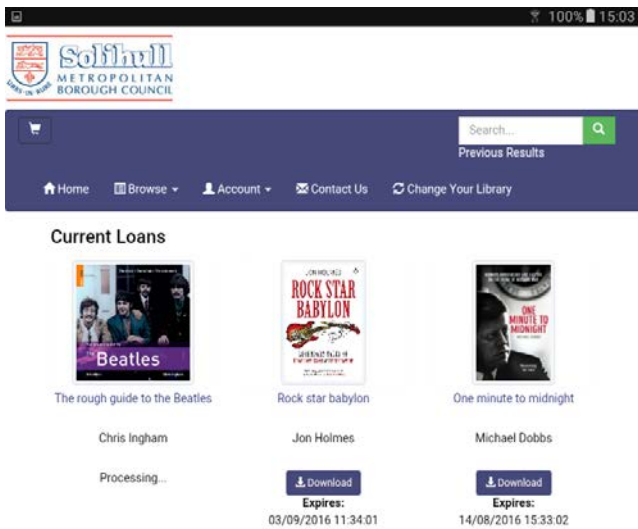 100% 15:03
Solihull
METROPOLITAN
BOROUGH COUNCIL
URBS IN RURE
Search...
Previous Results
Home Browse Account Contact Us Change Your Library
Current Loans
Beatles
JON HOLMES
ROCK STAR
BABYLON
ONE
MINUTE TO
MIDNIGHT
The rough guide to the Beatles Rock star babylon One minute to midnight
Chris Ingham Jon Holmes Michael Dobbs
Processing... Download Download
Expires: Expires:
03/09/2016 11:34:01 14/08/2016 15:33:02